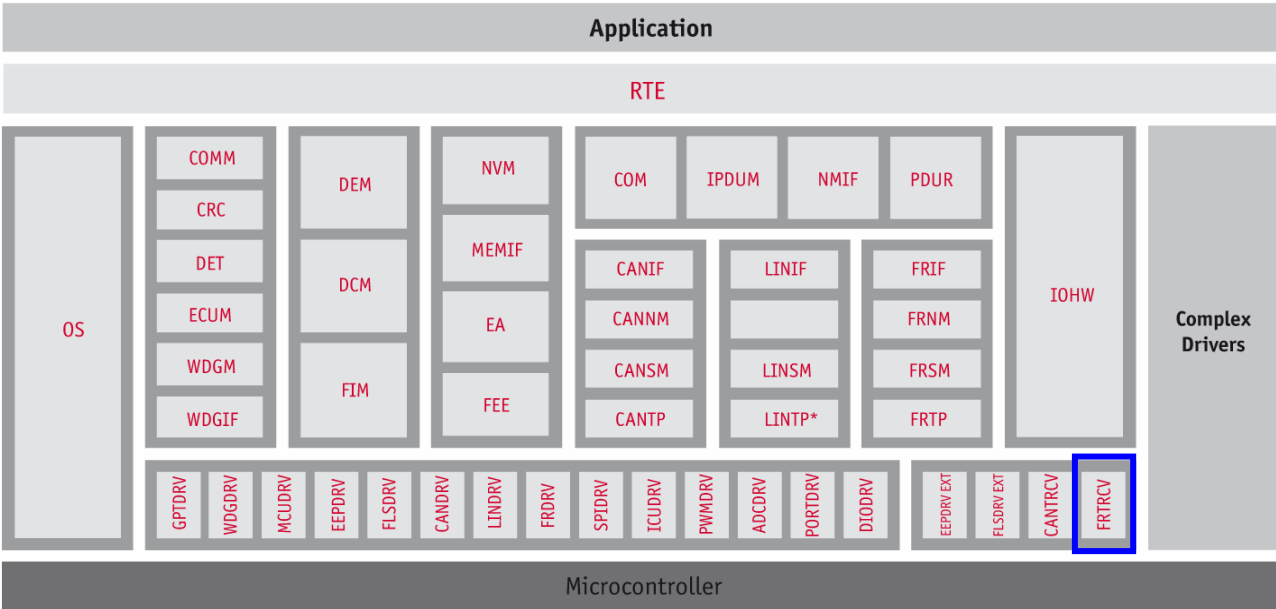 Application
RTE
OS
COMM
CRC
DET
ECUM
WDGM
WDGIF
DEM
DCM
FIM
NVM
MEMIF
EA
FEE
COM
IPDUM
NMIF
PDUR
CANIF
CANNM
CANSM
CANTP
LINIF
LINSM
LINTP*
FRIF
FRNM
FRSM
FRTP
IOHW
Complex
Drivers
GPTDRV
WDGDRV
MCUDRV
EEPDRV
FLSDRV
CANDRV
LINDRV
FRDRV
SPIDRV
ICUDRV
PWMDRV
ADCDRV
PORTDRV
DIODRV
EEPDRV EXT
FLSDRV EXT
CANTRCV
FRTRCV
Microcontroller